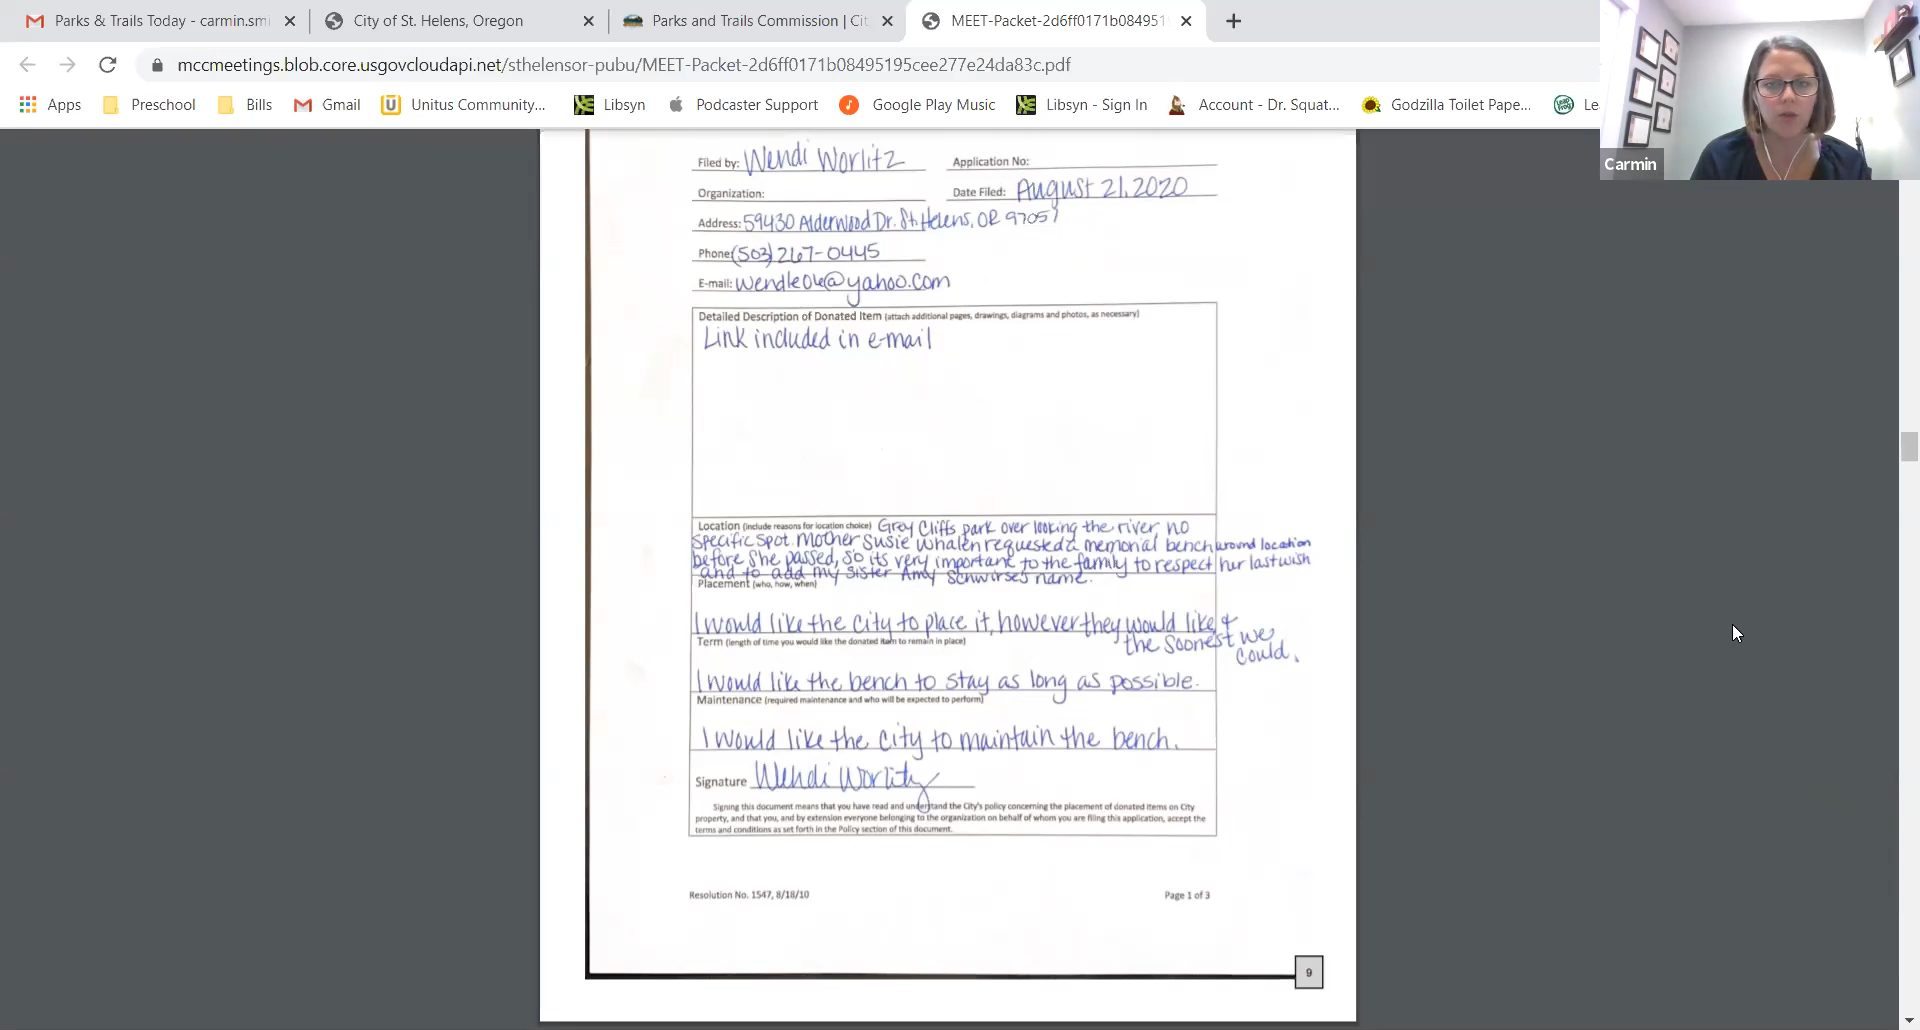 Parks & Trails Today - carmin.sm
City of St. Helens, Oregon
Parks and Trails Commission | Cit
MEET-Packet-2d6ff0171b0849519
mccmeetings.blob.core.usgovcloudapi.net/sthelensor-pubu/MEET-Packet-2d6ff0171b08495195cee277e24da83c.pdf
Apps Preschool Bills Gmail Unitus Community... Libsyn Podcaster Support Google Play Music Libsyn - Sign In Account - Dr. Squat... Godzilla Toilet Pape... Le
Carmin
Filed by: Wendi Worlitz Application No:
Organization: Date Filed: August 21, 2020
Address: 59430 Alderwood Dr. St. Helens, OR 97051
Phone: (503) 267-0445
E-mail: wendle06@yahoo.com
Detailed Description of Donated Item (attach additional pages, drawings, diagrams and photos, as necessary)
Link included in e-mail
Location (include reasons for location choice) Grey Cliffs park over looking the river, no
specific spot. Mother Susie Whalen requested a memorial bench around location
before she passed, so its very important to the family to respect her last wish
and to add my sister Amy Schwirse's name.
Placement (who, how, when)
I would like the city to place it, however they would like, &
the soonest we
could.
Term (length of time you would like the donated item to remain in place)
I would like the bench to stay as long as possible.
Maintenance (required maintenance and who will be expected to perform)
I would like the city to maintain the bench.
Signature Wendi Worlitz
Signing this document means that you have read and understand the City's policy concerning the placement of donated items on City
property, and that you, and by extension everyone belonging to the organization on behalf of whom you are filing this application, accept the
terms and conditions as set forth in the Policy section of this document.
Resolution No. 1547, 8/18/10 Page 1 of 3
9